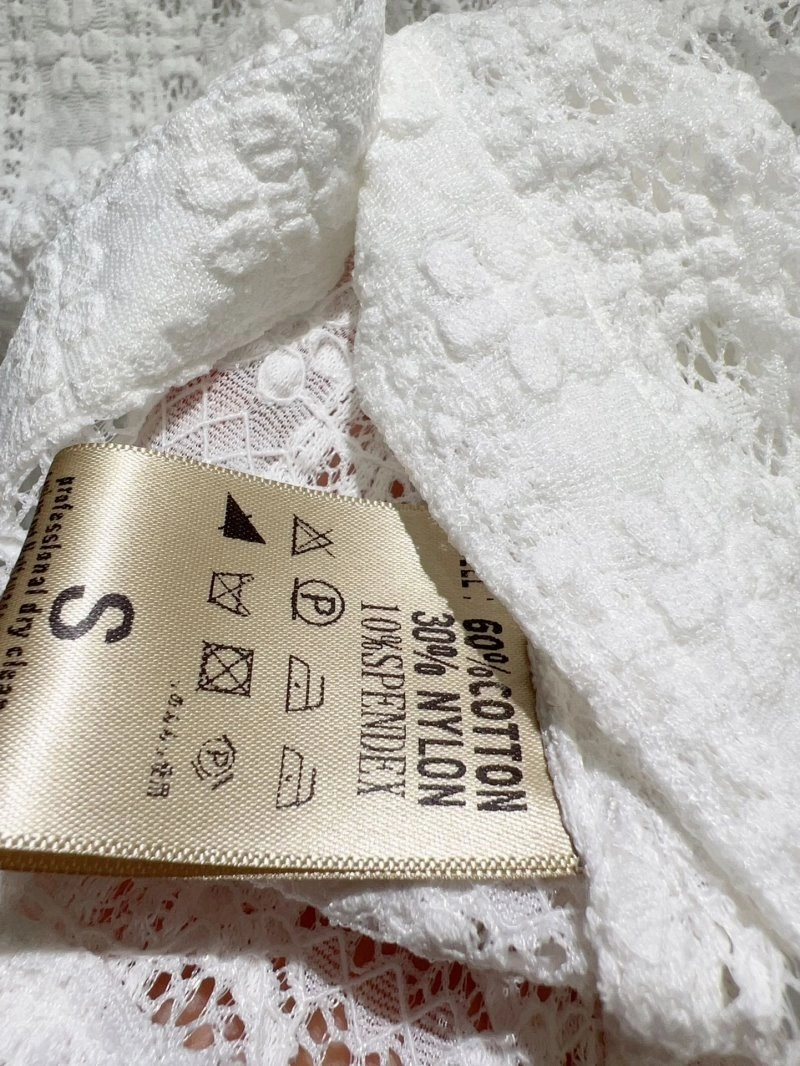 60%COTTON
30% NYLON
10%SPENDEX
P
P
S
professional dry clean